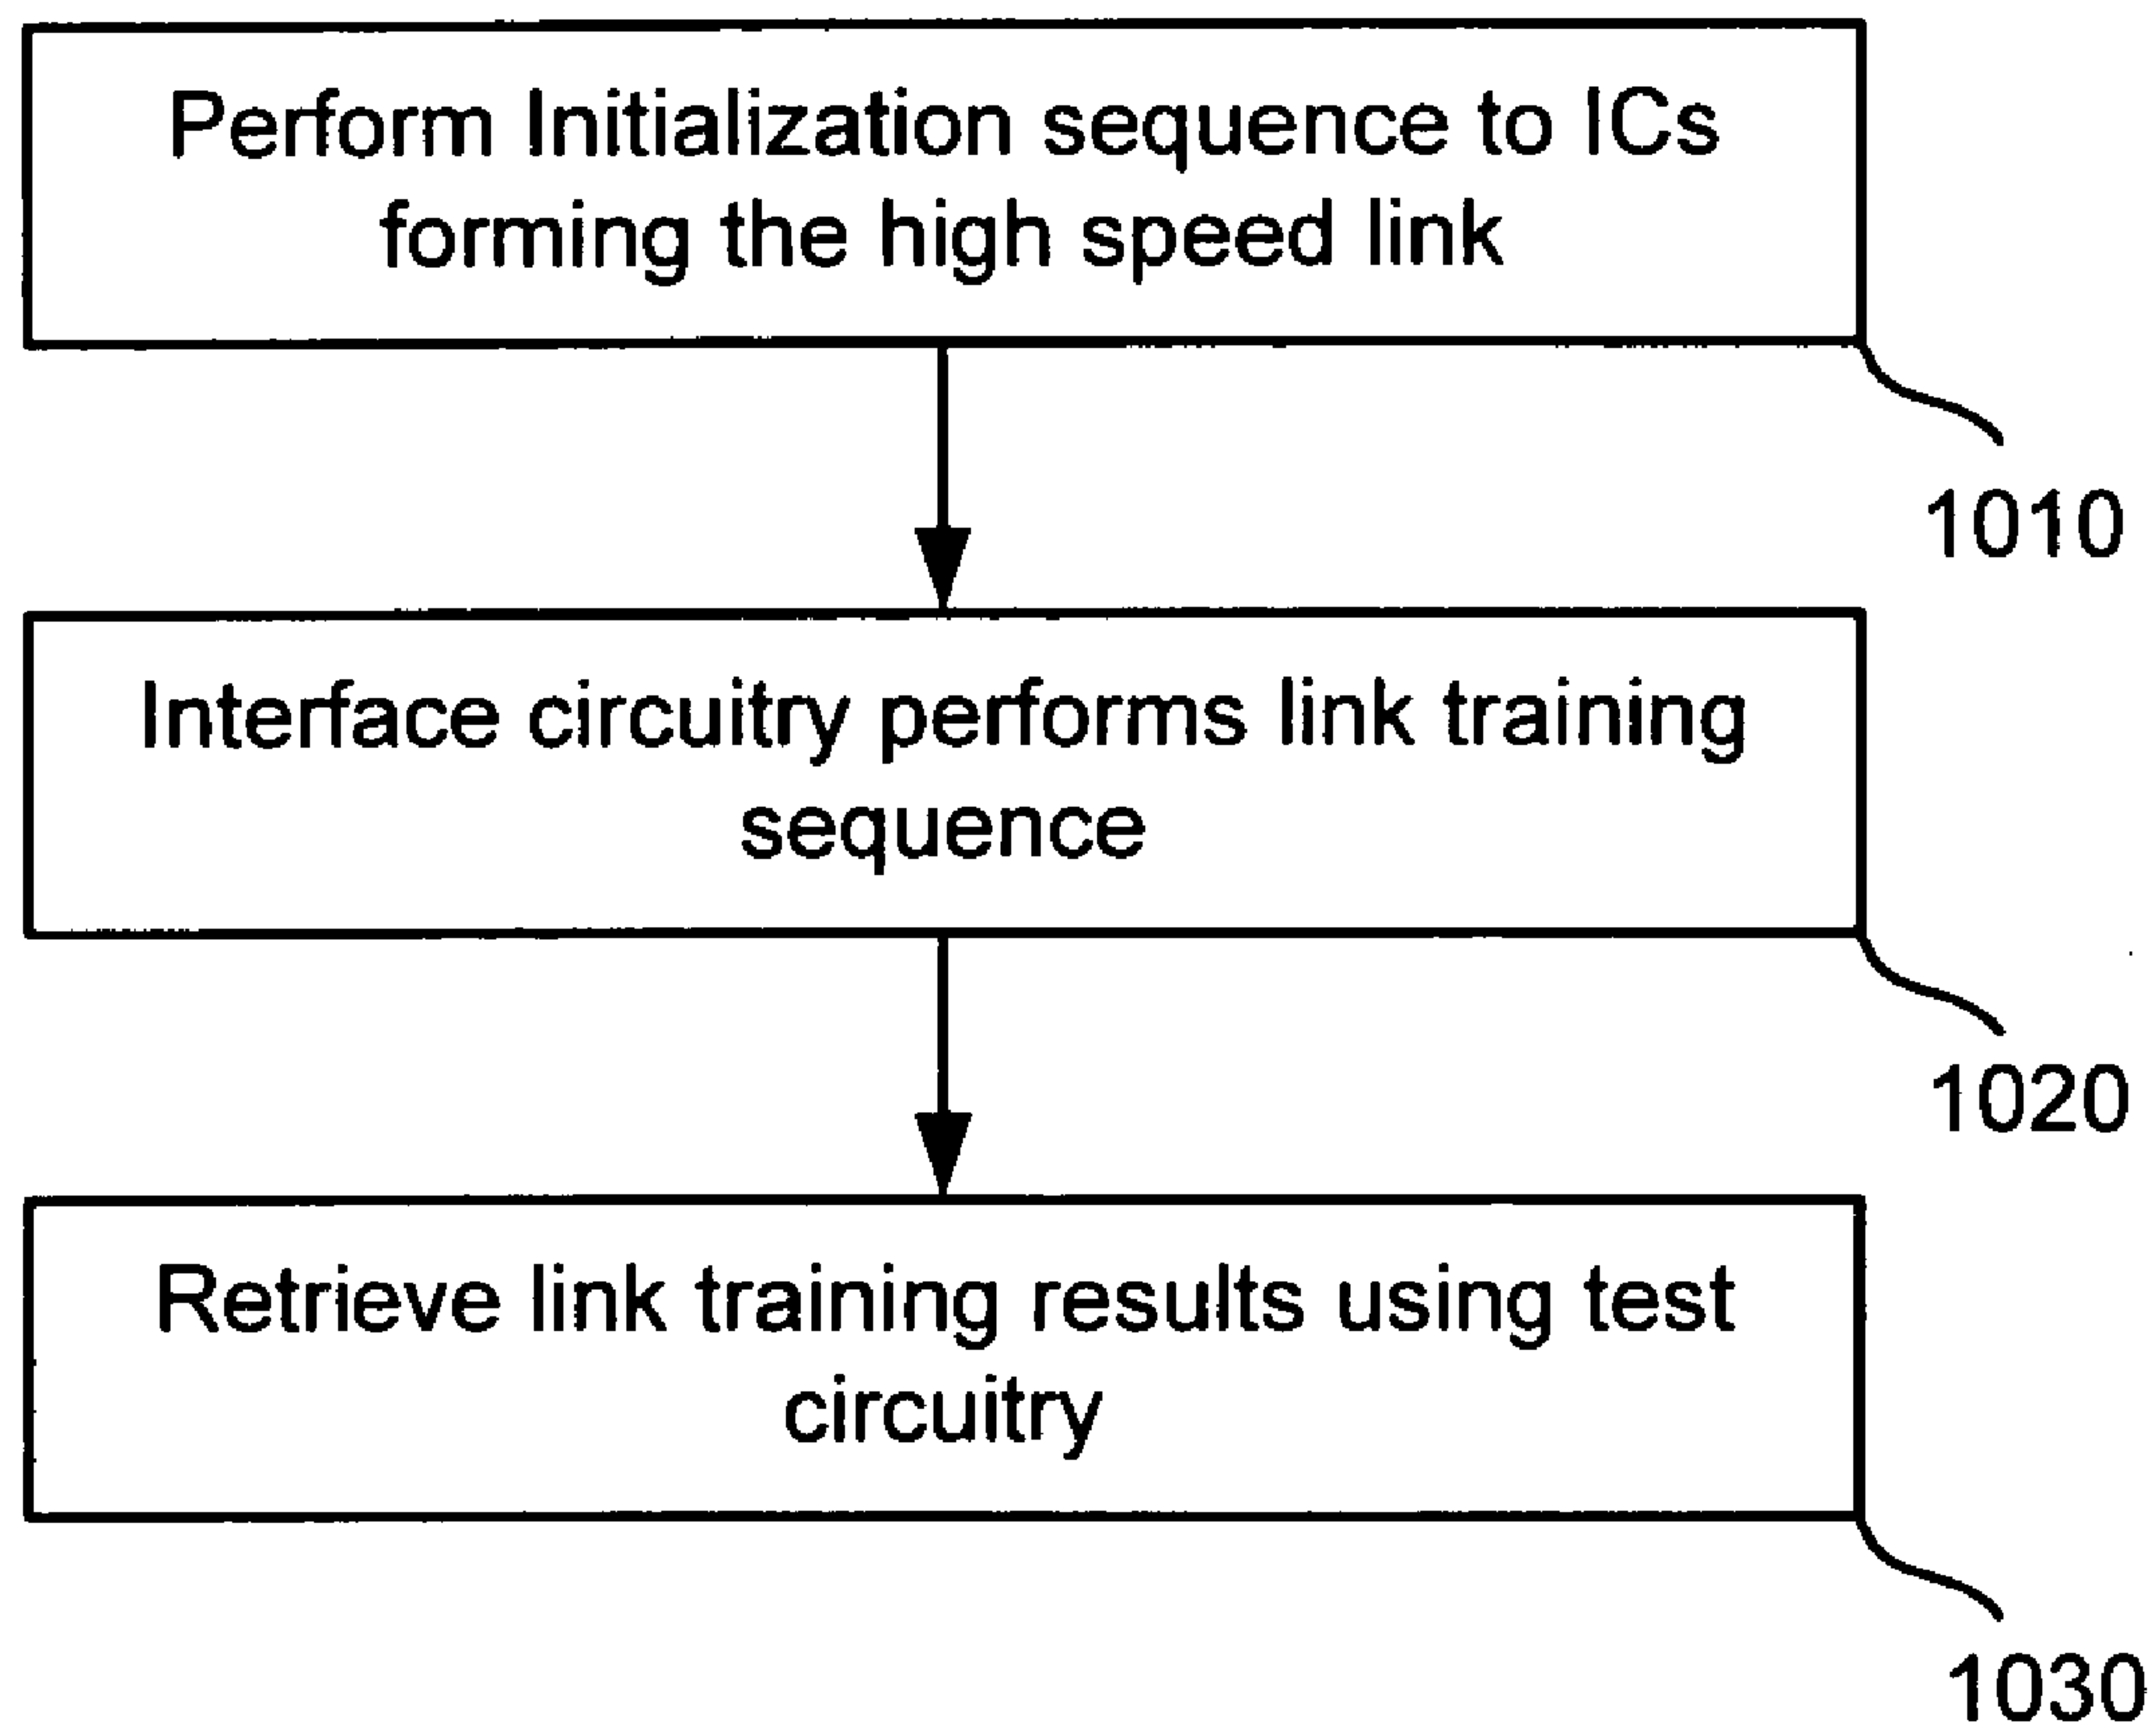 Perform Initialization sequence to ICs
forming the high speed link
1010
Interface circuitry performs link training
sequence
1020
Retrieve link training results using test
circuitry
1030